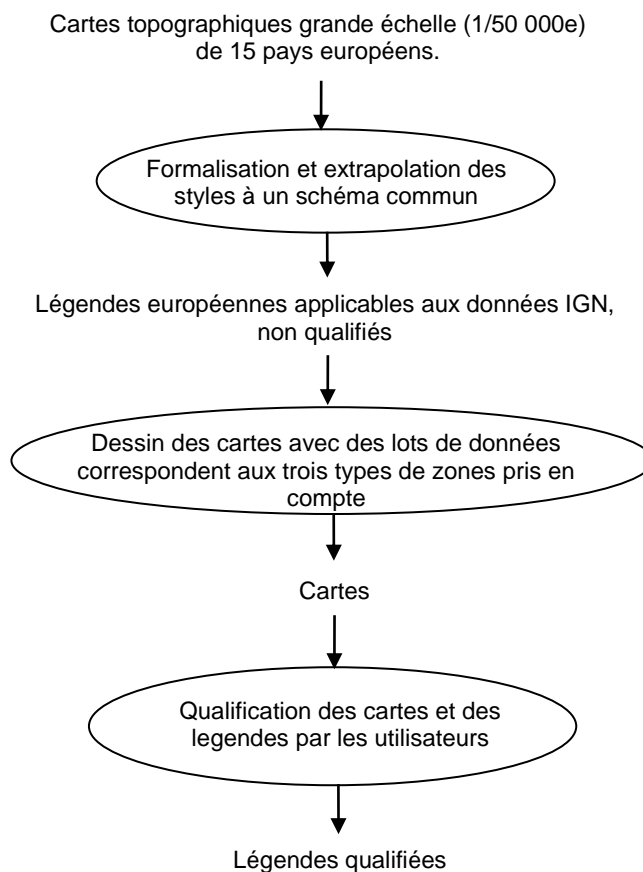 Cartes topographiques grande échelle (1/50 000e)
de 15 pays européens.
Formalisation et extrapolation des
styles à un schéma commun
Légendes européennes applicables aux données IGN,
non qualifiés
Dessin des cartes avec des lots de données
correspondent aux trois types de zones pris en
compte
Cartes
Qualification des cartes et des
legendes par les utilisateurs
Légendes qualifiées